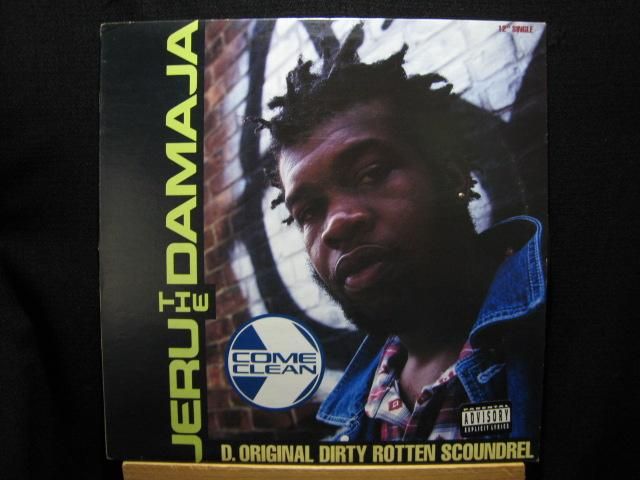 12" SINGLE
JERU THE DAMAJA
COME
CLEAN
PARENTAL
ADVISORY
EXPLICIT LYRICS
D. ORIGINAL DIRTY ROTTEN SCOUNDREL